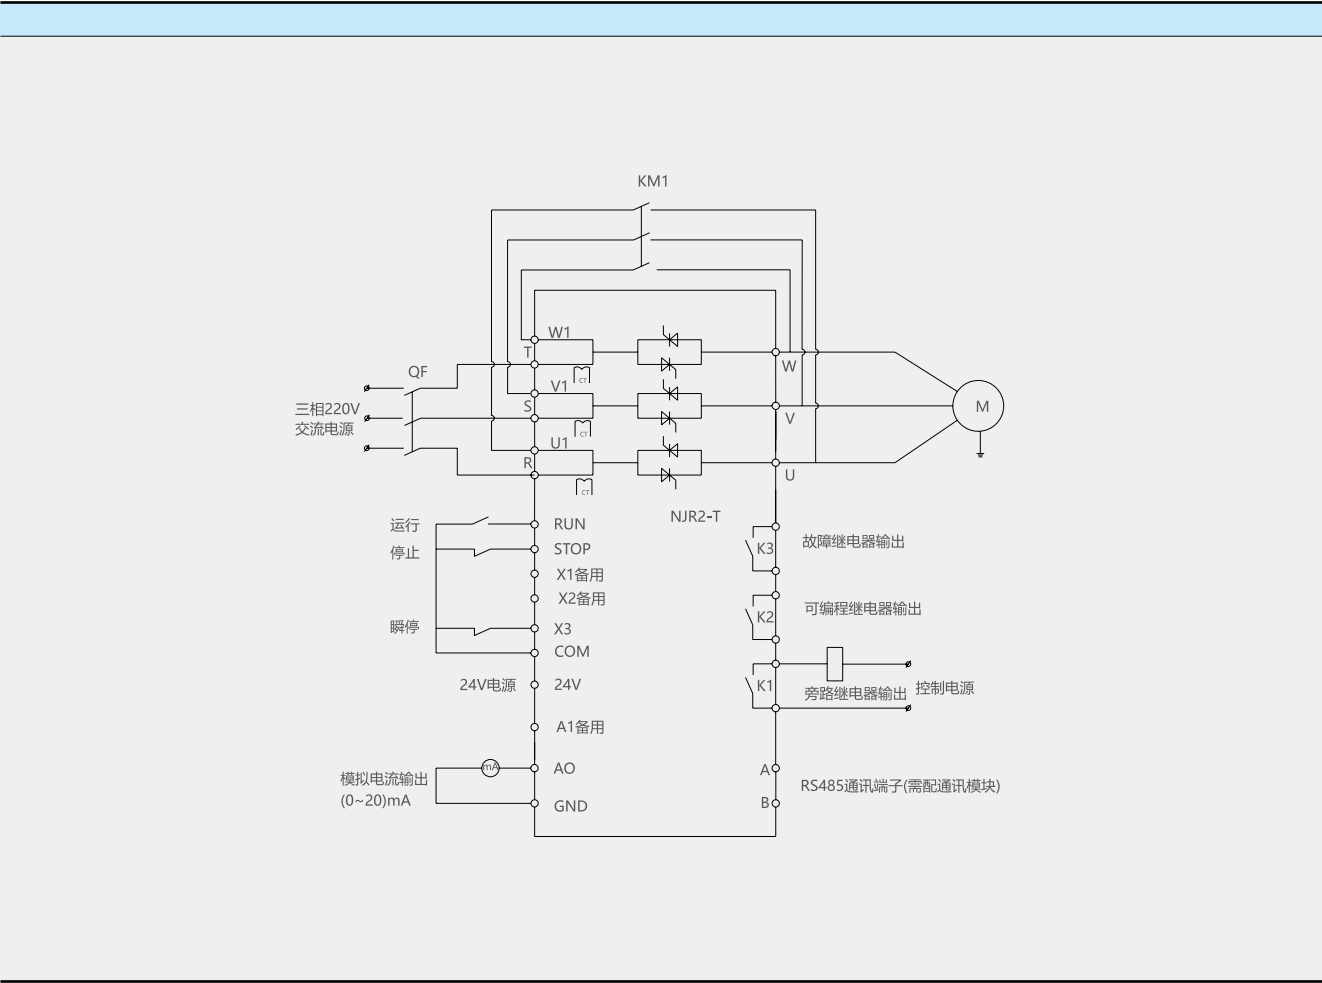 KM1
W1
T
W
QF
CT
V1
三相220V
S
M
交流电源
V
CT
U1
R
U
CT
NJR2-T
运行
RUN
停止
STOP
K3
故障继电器输出
X1备用
X2备用
K2
可编程继电器输出
瞬停
X3
COM
24V电源
24V
K1
旁路继电器输出
控制电源
A1备用
mA
AO
A
模拟电流输出
RS485通讯端子(需配通讯模块)
(0~20)mA
GND
B